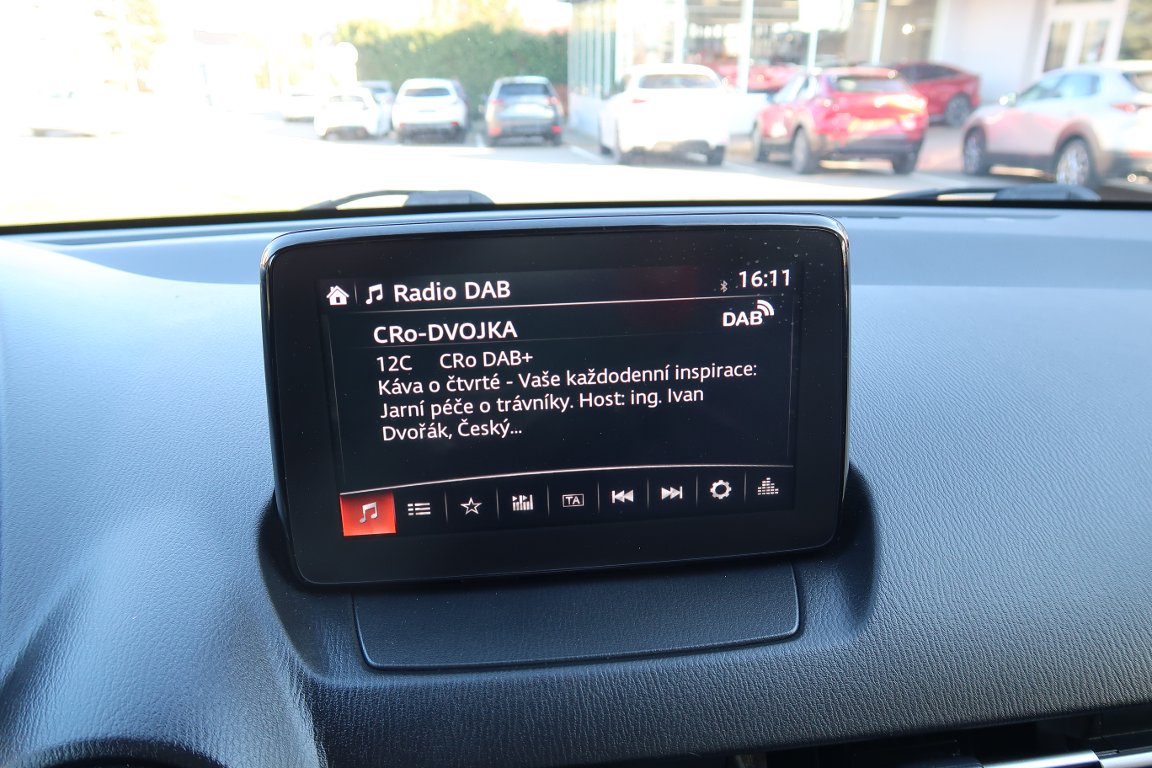 Radio DAB 16:11
CRo-DVOJKA DAB
12C CRo DAB+
Káva o čtvrté - Vaše každodenní inspirace:
Jarní péče o trávníky. Host: ing. Ivan
Dvořák, Český...
TA